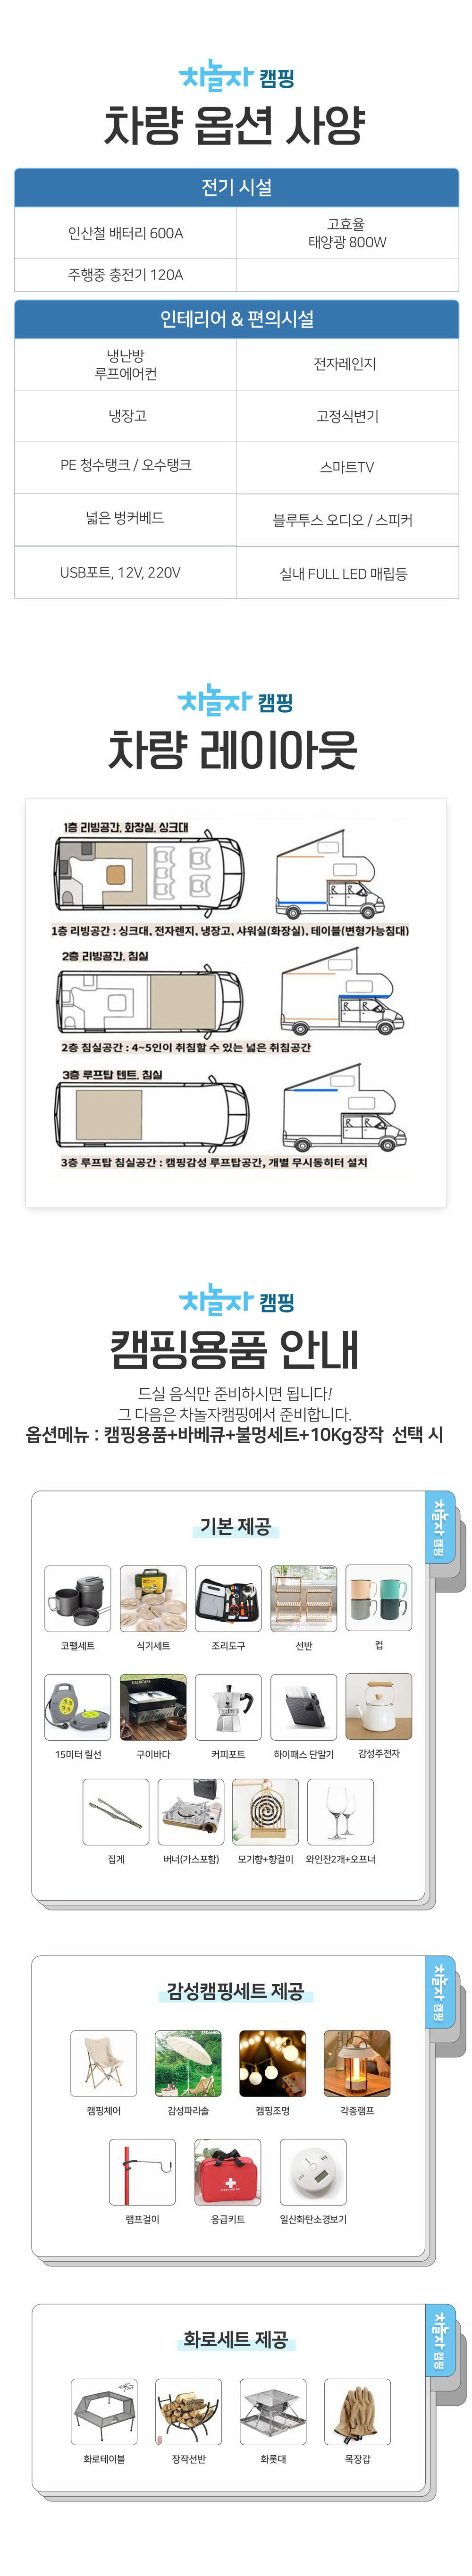 차놀자 캠핑
차량 옵션 사양
전기 시설
인산철 배터리 600A
고효율
태양광 800W
주행중 충전기 120A
인테리어 & 편의시설
냉난방
루프에어컨
전자레인지
냉장고
고정식변기
PE 청수탱크 / 오수탱크
스마트TV
넓은 벙커베드
블루투스 오디오 / 스피커
USB포트, 12V, 220V
실내 FULL LED 매립등
차놀자 캠핑
차량 레이아웃
1층 리빙공간, 화장실, 싱크대
1층 리빙공간 : 싱크대, 전자렌지, 냉장고, 샤워실(화장실), 테이블(변형가능침대)
2층 리빙공간, 침실
2층 침실공간 : 4~5인이 취침할 수 있는 넓은 취침공간
3층 루프탑 텐트, 침실
3층 루프탑 침실공간 : 캠핑감성 루프탑공간, 개별 무시동히터 설치
차놀자 캠핑
캠핑용품 안내
드실 음식만 준비하시면 됩니다!
그 다음은 차놀자캠핑에서 준비합니다.
옵션메뉴 : 캠핑용품+바베큐+불멍세트+10Kg장작 선택 시
차놀자 캠핑
기본 제공
코펠세트
식기세트
조리도구
선반
컵
15미터 릴선
구이바다
커피포트
하이패스 단말기
감성주전자
집게
버너(가스포함)
모기향+향걸이
와인잔2개+오프너
차놀자 캠핑
감성캠핑세트 제공
캠핑체어
감성파라솔
캠핑조명
각종램프
램프걸이
응급키트
일산화탄소경보기
차놀자 캠핑
화로세트 제공
화로테이블
장작선반
화롯대
목장갑